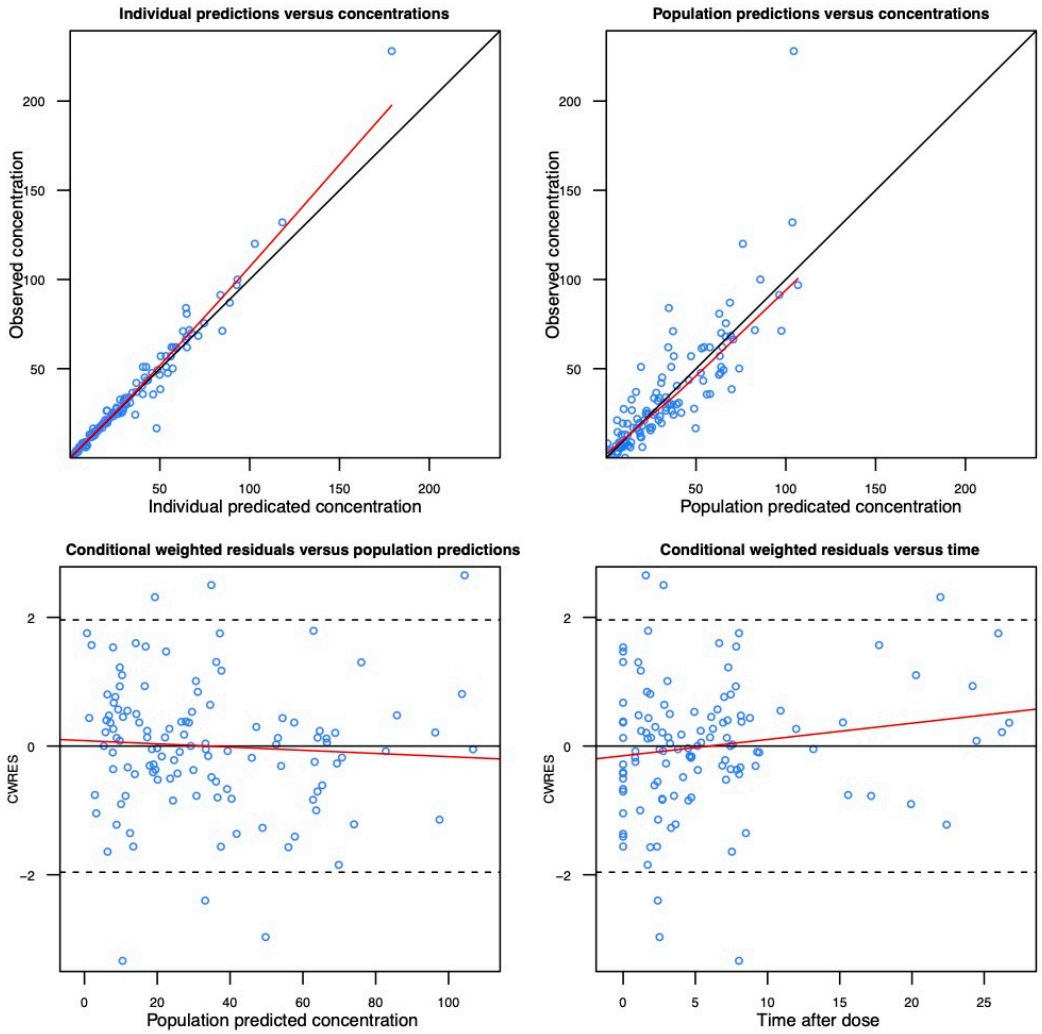 Individual predictions versus concentrations
Observed concentration
200
150
100
50
50 100 150 200
Individual predicated concentration
Population predictions versus concentrations
Observed concentration
200
150
100
50
50 100 150 200
Population predicated concentration
Conditional weighted residuals versus population predictions
CWRES
2
0
−2
0 20 40 60 80 100
Population predicted concentration
Conditional weighted residuals versus time
CWRES
2
0
−2
0 5 10 15 20 25
Time after dose